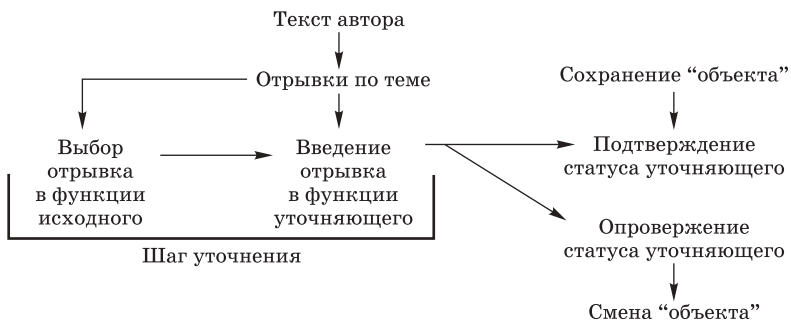 Текст автора
Отрывки по теме
Сохранение “объекта”
Выбор
отрывка
в функции
исходного
Введение
отрывка
в функции
уточняющего
Подтверждение
статуса уточняющего
Шаг уточнения
Опровержение
статуса уточняющего
Смена “объекта”